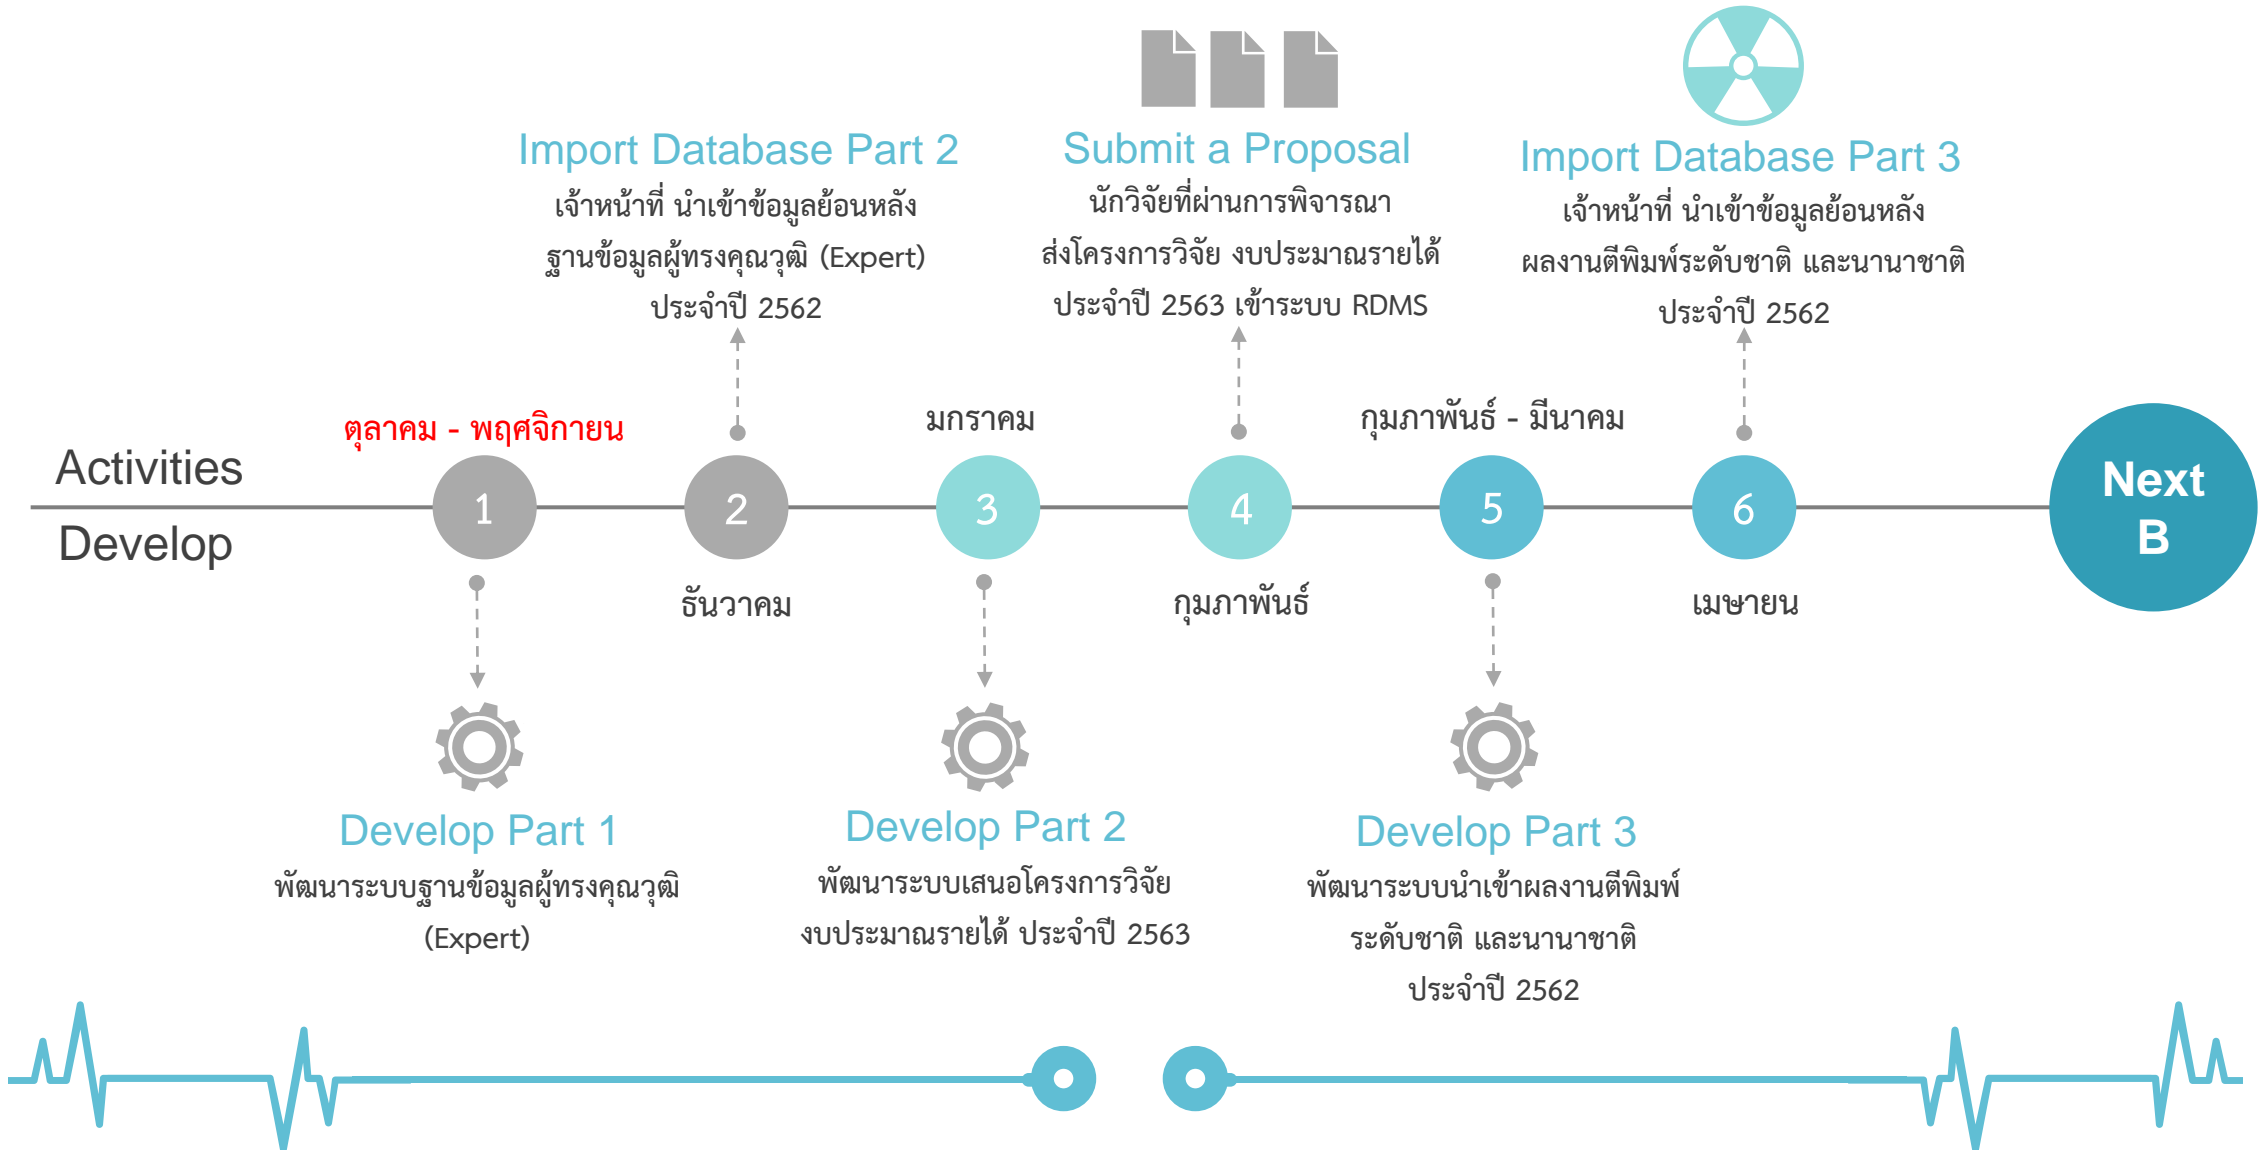 Import Database Part 2
เจ้าหน้าที่ นำเข้าข้อมูลย้อนหลัง
ฐานข้อมูลผู้ทรงคุณวุฒิ (Expert)
ประจำปี 2562
Submit a Proposal
นักวิจัยที่ผ่านการพิจารณา
ส่งโครงการวิจัย งบประมาณรายได้
ประจำปี 2563 เข้าระบบ RDMS
Import Database Part 3
เจ้าหน้าที่ นำเข้าข้อมูลย้อนหลัง
ผลงานตีพิมพ์ระดับชาติ และนานาชาติ
ประจำปี 2562
ตุลาคม - พฤศจิกายน
มกราคม
กุมภาพันธ์ - มีนาคม
Activities
Develop
1
2
3
4
5
6
Next
B
ธันวาคม
กุมภาพันธ์
เมษายน
Develop Part 1
พัฒนาระบบฐานข้อมูลผู้ทรงคุณวุฒิ
(Expert)
Develop Part 2
พัฒนาระบบเสนอโครงการวิจัย
งบประมาณรายได้ ประจำปี 2563
Develop Part 3
พัฒนาระบบนำเข้าผลงานตีพิมพ์
ระดับชาติ และนานาชาติ
ประจำปี 2562